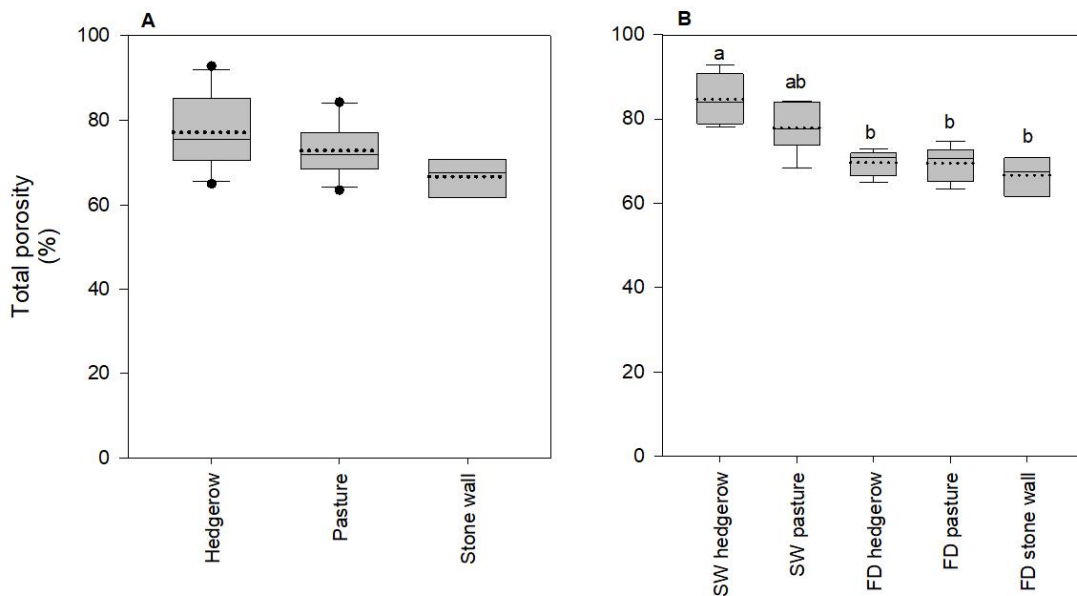 A
Total porosity
(%)
100
80
60
40
20
0
Hedgerow
Pasture
Stone wall
B
100
80
60
40
20
0
a
ab
b
b
b
SW hedgerow
SW pasture
FD hedgerow
FD pasture
FD stone wall